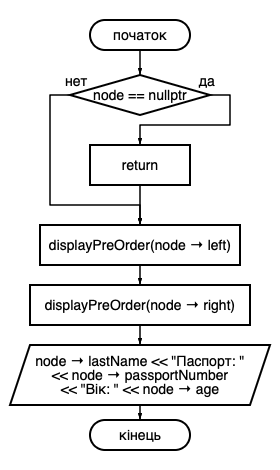 початок
нет
да
node == nullptr
return
displayPreOrder(node → left)
displayPreOrder(node → right)
node → lastName << "Паспорт: "
<< node → passportNumber
<< "Вік: " << node → age
кінець